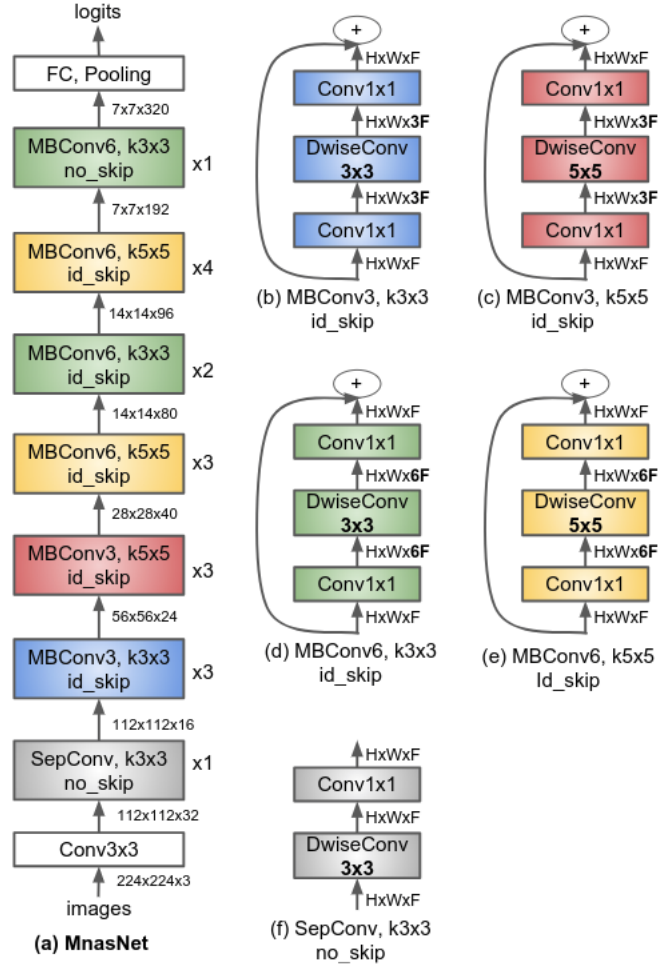 logits
FC, Pooling
7x7x320
MBConv6, k3x3
no_skip
x1
7x7x192
MBConv6, k5x5
id_skip
x4
14x14x96
MBConv6, k3x3
id_skip
x2
14x14x80
MBConv6, k5x5
id_skip
x3
28x28x40
MBConv3, k5x5
id_skip
x3
56x56x24
MBConv3, k3x3
id_skip
x3
112x112x16
SepConv, k3x3
no_skip
x1
112x112x32
Conv3x3
224x224x3
images
(a) MnasNet
+
HxWxF
Conv1x1
HxWx3F
DwiseConv
3x3
HxWx3F
Conv1x1
HxWxF
(b) MBConv3, k3x3
id_skip
+
HxWxF
Conv1x1
HxWx3F
DwiseConv
5x5
HxWx3F
Conv1x1
HxWxF
(c) MBConv3, k5x5
id_skip
+
HxWxF
Conv1x1
HxWx6F
DwiseConv
3x3
HxWx6F
Conv1x1
HxWxF
(d) MBConv6, k3x3
id_skip
+
HxWxF
Conv1x1
HxWx6F
DwiseConv
5x5
HxWx6F
Conv1x1
HxWxF
(e) MBConv6, k5x5
Id_skip
HxWxF
Conv1x1
HxWxF
DwiseConv
3x3
HxWxF
(f) SepConv, k3x3
no_skip